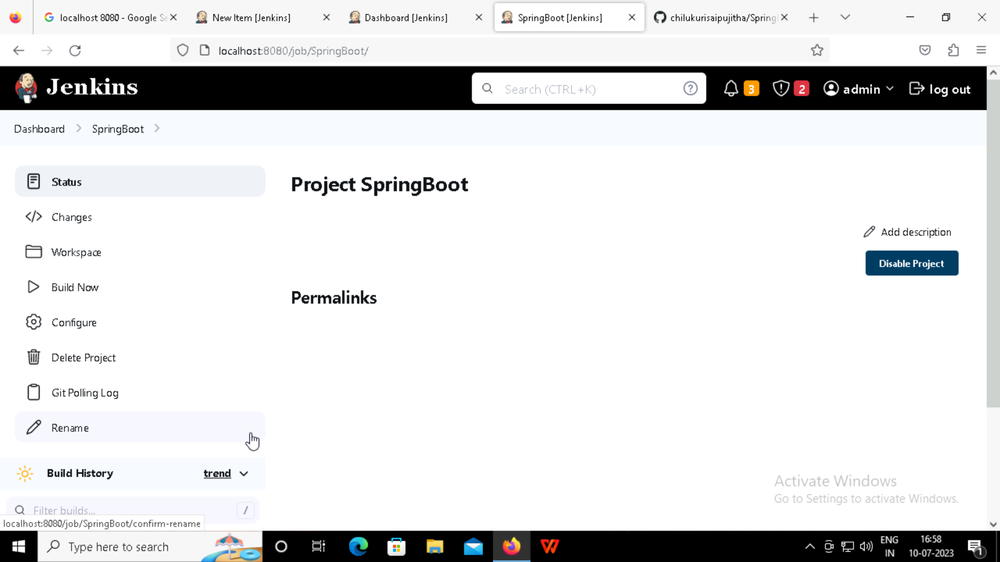 localhost 8080 - Google Se
New Item [Jenkins]
Dashboard [Jenkins]
SpringBoot [Jenkins]
chilukurisaipujitha/Spring
localhost:8080/job/SpringBoot/
Jenkins
Search (CTRL+K)
3
2
admin
log out
Dashboard
SpringBoot
Status
Changes
Workspace
Build Now
Configure
Delete Project
Git Polling Log
Rename
Build History
trend
Filter builds...
/
localhost:8080/job/SpringBoot/confirm-rename
Project SpringBoot
Add description
Disable Project
Permalinks
Activate Windows
Go to Settings to activate Windows.
Type here to search
ENG
IN
16:58
10-07-2023
1